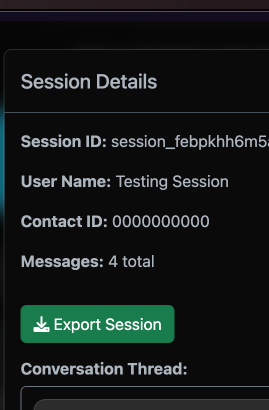 Session Details
Session ID: session_febpkhh6m5
User Name: Testing Session
Contact ID: 0000000000
Messages: 4 total
Export Session
Conversation Thread: